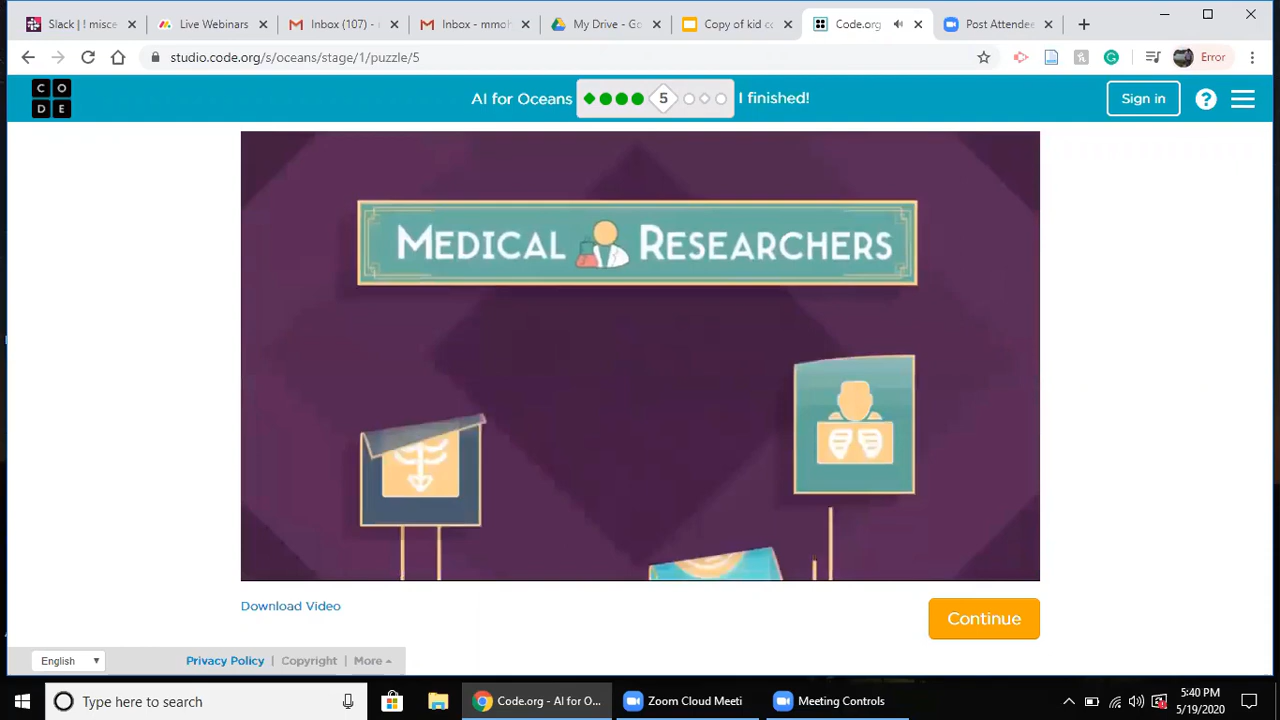 Slack | ! misce
Live Webinars
Inbox (107) -
Inbox - mmoh
My Drive - Go
Copy of kid co
Code.org
Post Attendee
studio.code.org/s/oceans/stage/1/puzzle/5
Error
C O
D E
AI for Oceans
5
I finished!
Sign in
?
MEDICAL RESEARCHERS
Download Video
Continue
English
Privacy Policy | Copyright | More
Type here to search
Code.org - AI for O...
Zoom Cloud Meeti
Meeting Controls
5:40 PM
5/19/2020